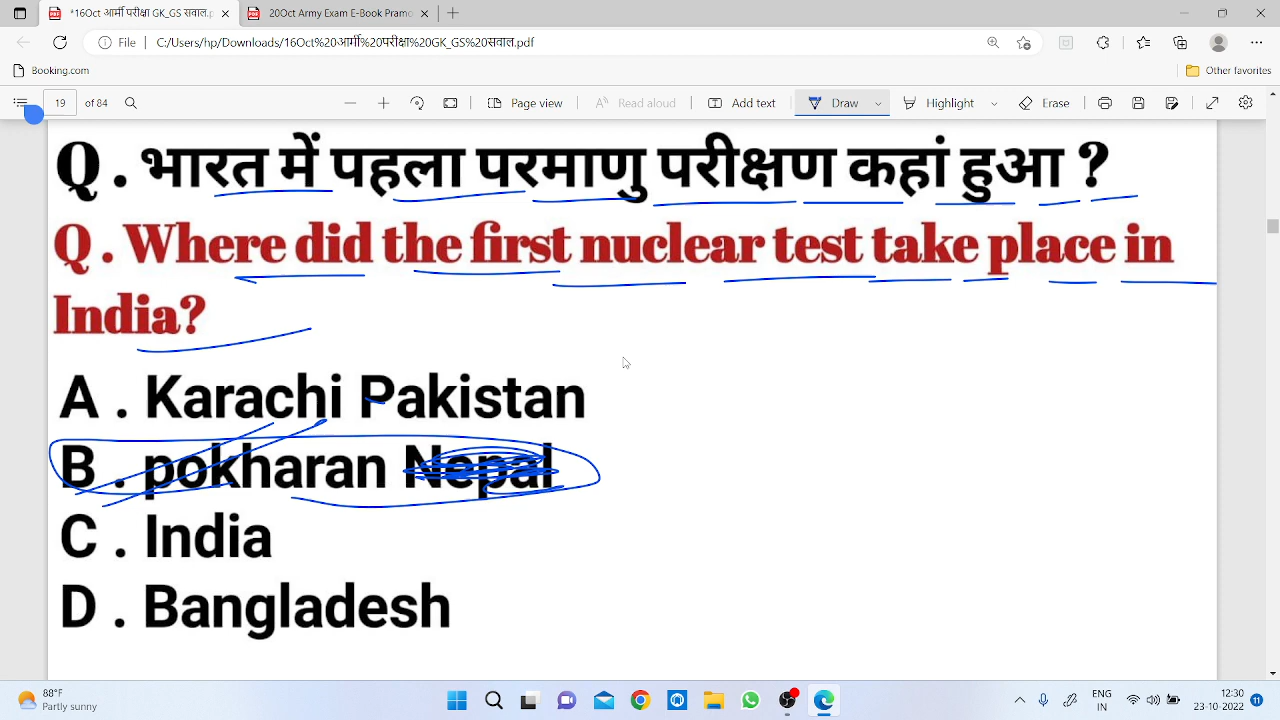 *16Oct आर्मी परीक्षा GK_GS सवाल.p
20Oct Army Exam E-Book Pramo
File
C:/Users/hp/Downloads/16Oct%20आर्मी%20परीक्षा%20GK_GS%20सवाल.pdf
Booking.com
Other favorites
19 of 84
Page view
Read aloud
Add text
Draw
Highlight
Erase
Q . भारत में पहला परमाणु परीक्षण कहां हुआ ?
Q . Where did the first nuclear test take place in
India?
A . Karachi Pakistan
B . pokharan Nepal
C . India
D . Bangladesh
88°F
Partly sunny
ENG
IN
12:30
23-10-2022